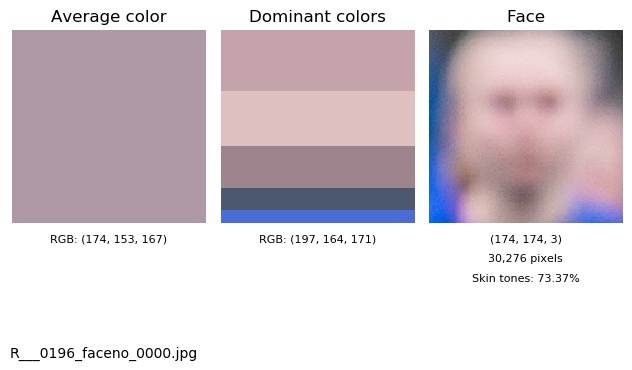 Average color
Dominant colors
Face
RGB: (174, 153, 167)
RGB: (197, 164, 171)
(174, 174, 3)
30,276 pixels
Skin tones: 73.37%
R___0196_faceno_0000.jpg